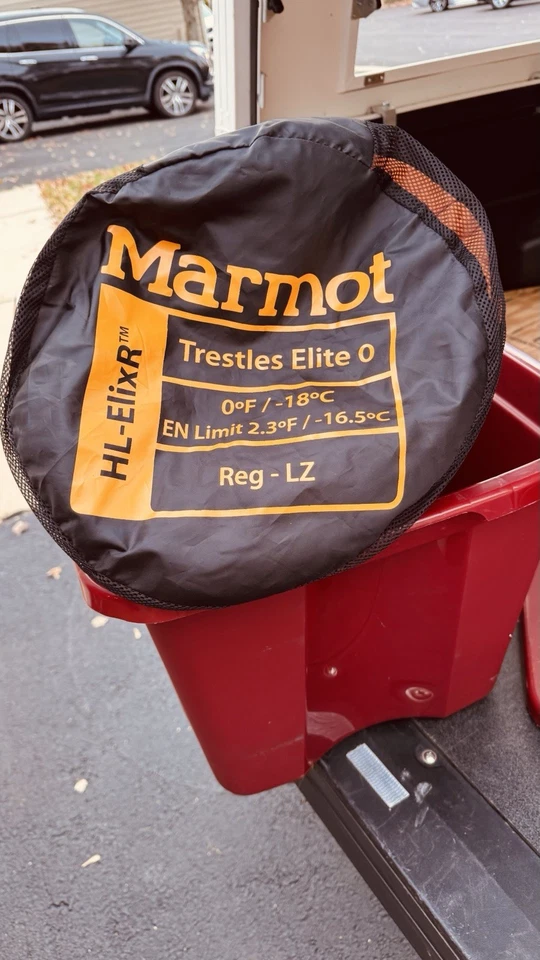 Marmot
HL-ElixR™
Trestles Elite 0
0ºF / -18ºC
EN Limit 2.3ºF / -16.5ºC
Reg - LZ